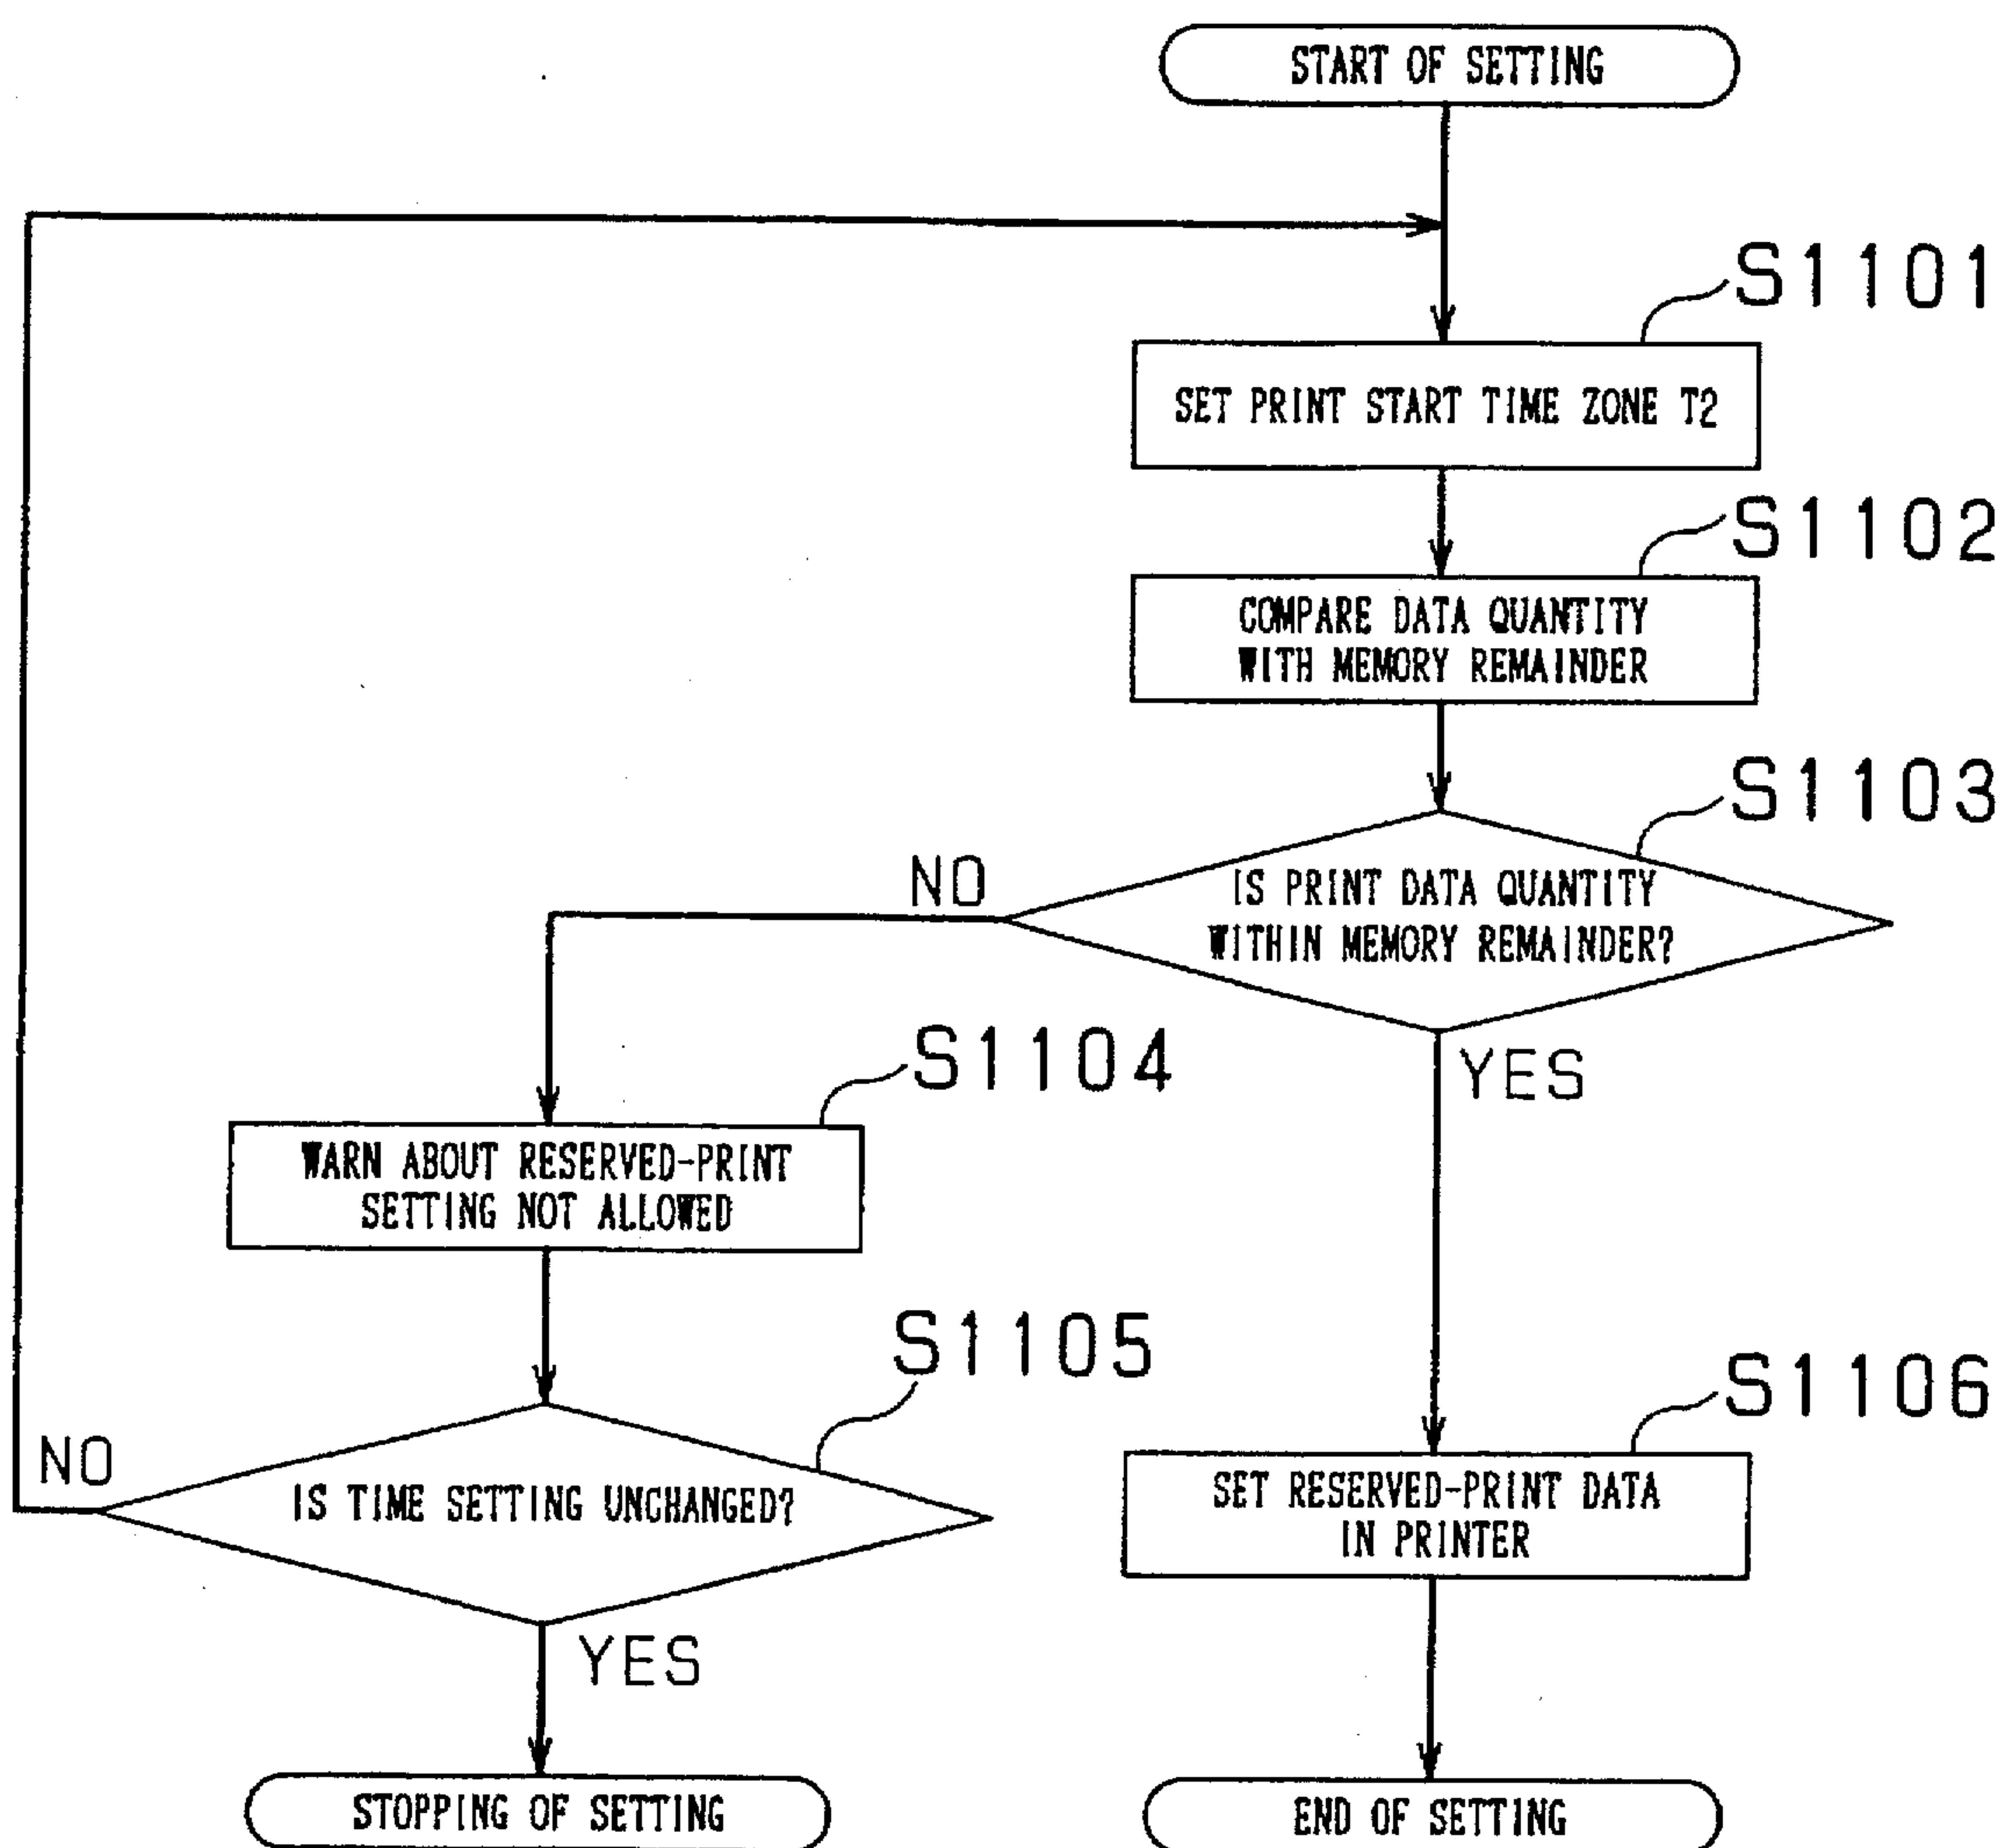 START OF SETTING
S1101
SET PRINT START TIME ZONE T2
S1102
COMPARE DATA QUANTITY
WITH MEMORY REMAINDER
S1103
NO
IS PRINT DATA QUANTITY
WITHIN MEMORY REMAINDER?
YES
S1104
WARN ABOUT RESERVED-PRINT
SETTING NOT ALLOWED
S1105
NO
IS TIME SETTING UNCHANGED?
YES
S1106
SET RESERVED-PRINT DATA
IN PRINTER
STOPPING OF SETTING
END OF SETTING